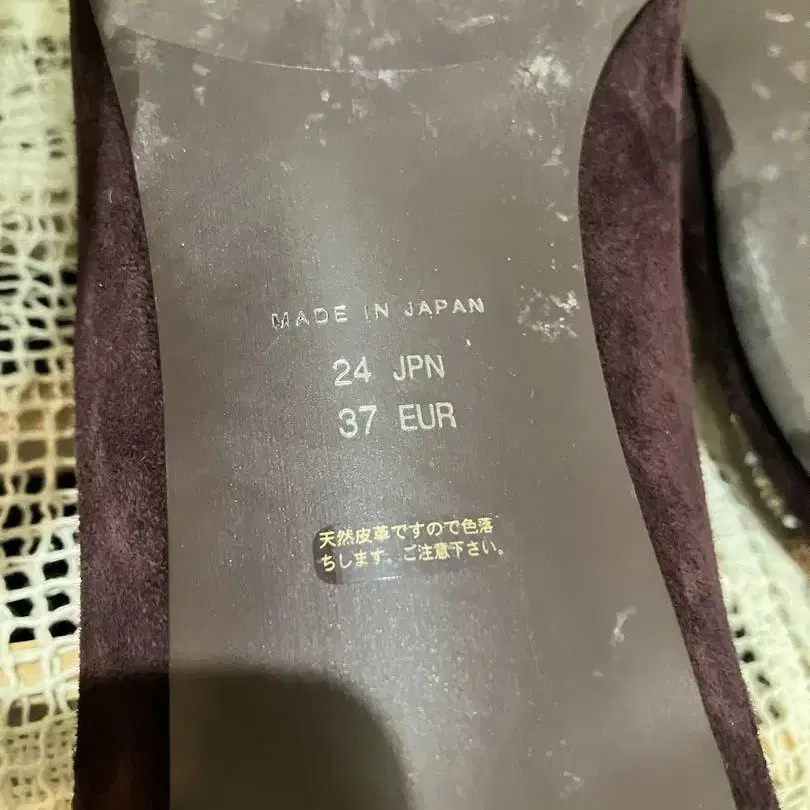 MADE IN JAPAN
24 JPN
37 EUR
天然皮革ですので色落
ちします。ご注意下さい。